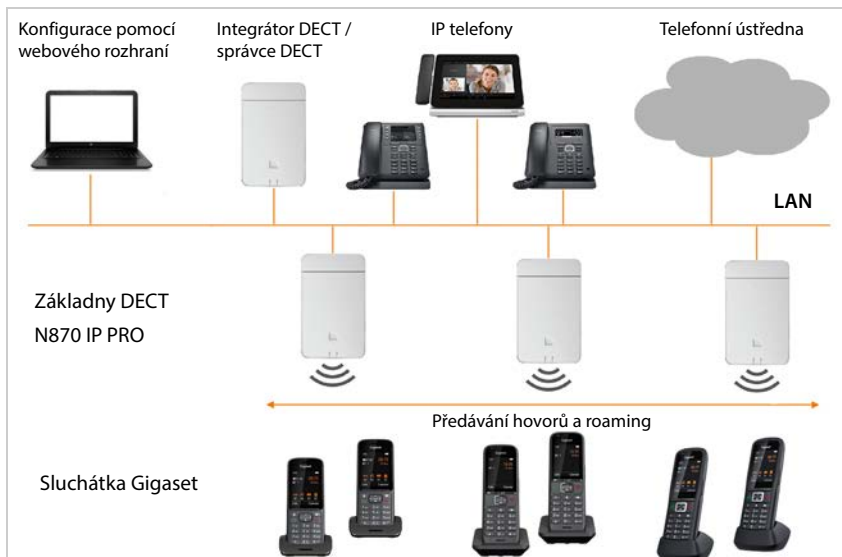 Konfigurace pomocí
webového rozhraní
Integrátor DECT /
správce DECT
IP telefony
Telefonní ústředna
LAN
Základny DECT
N870 IP PRO
Předávání hovorů a roaming
Sluchátka Gigaset